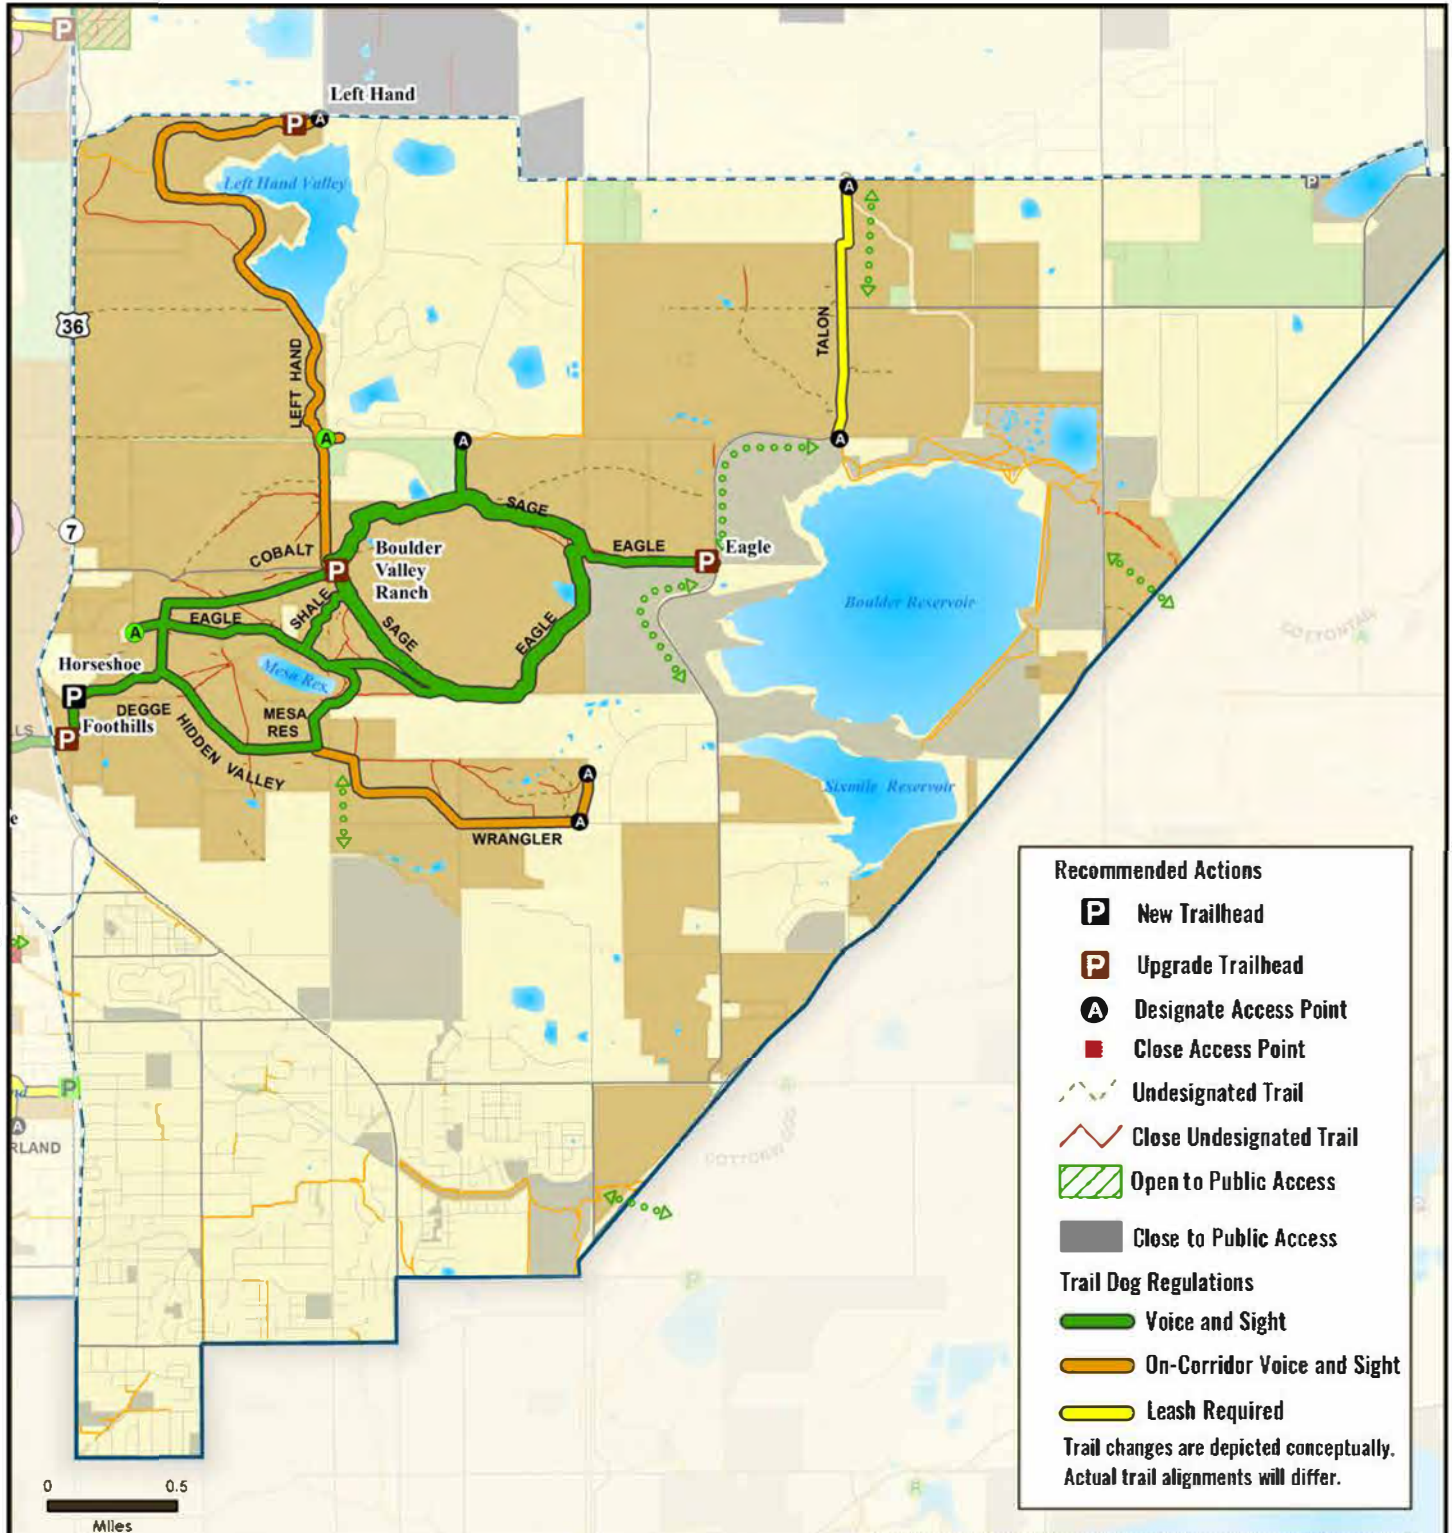 P
Left Hand
P
A
Left Hand Valley
A
P
36
LEFT HAND
TALON
A
A
A
7
SAGE
COBALT
Boulder
Valley
Ranch
P
EAGLE
P
Eagle
Boulder Reservoir
EAGLE
SHALE
SAGE
EAGLE
A
Horseshoe
Mesa Res.
P
DEGGE
Foothills
P
LS
HIDDEN VALLEY
MESA
RES
A
A
WRANGLER
Sixmile Reservoir
COTTONTAIL
A
e
P
A
RLAND
A
P
A
Recommended Actions
P New Trailhead
P Upgrade Trailhead
A Designate Access Point
Close Access Point
Undesignated Trail
Close Undesignated Trail
Open to Public Access
Close to Public Access
Trail Dog Regulations
Voice and Sight
On-Corridor Voice and Sight
Leash Required
Trail changes are depicted conceptually.
Actual trail alignments will differ.
0 0.5
Miles